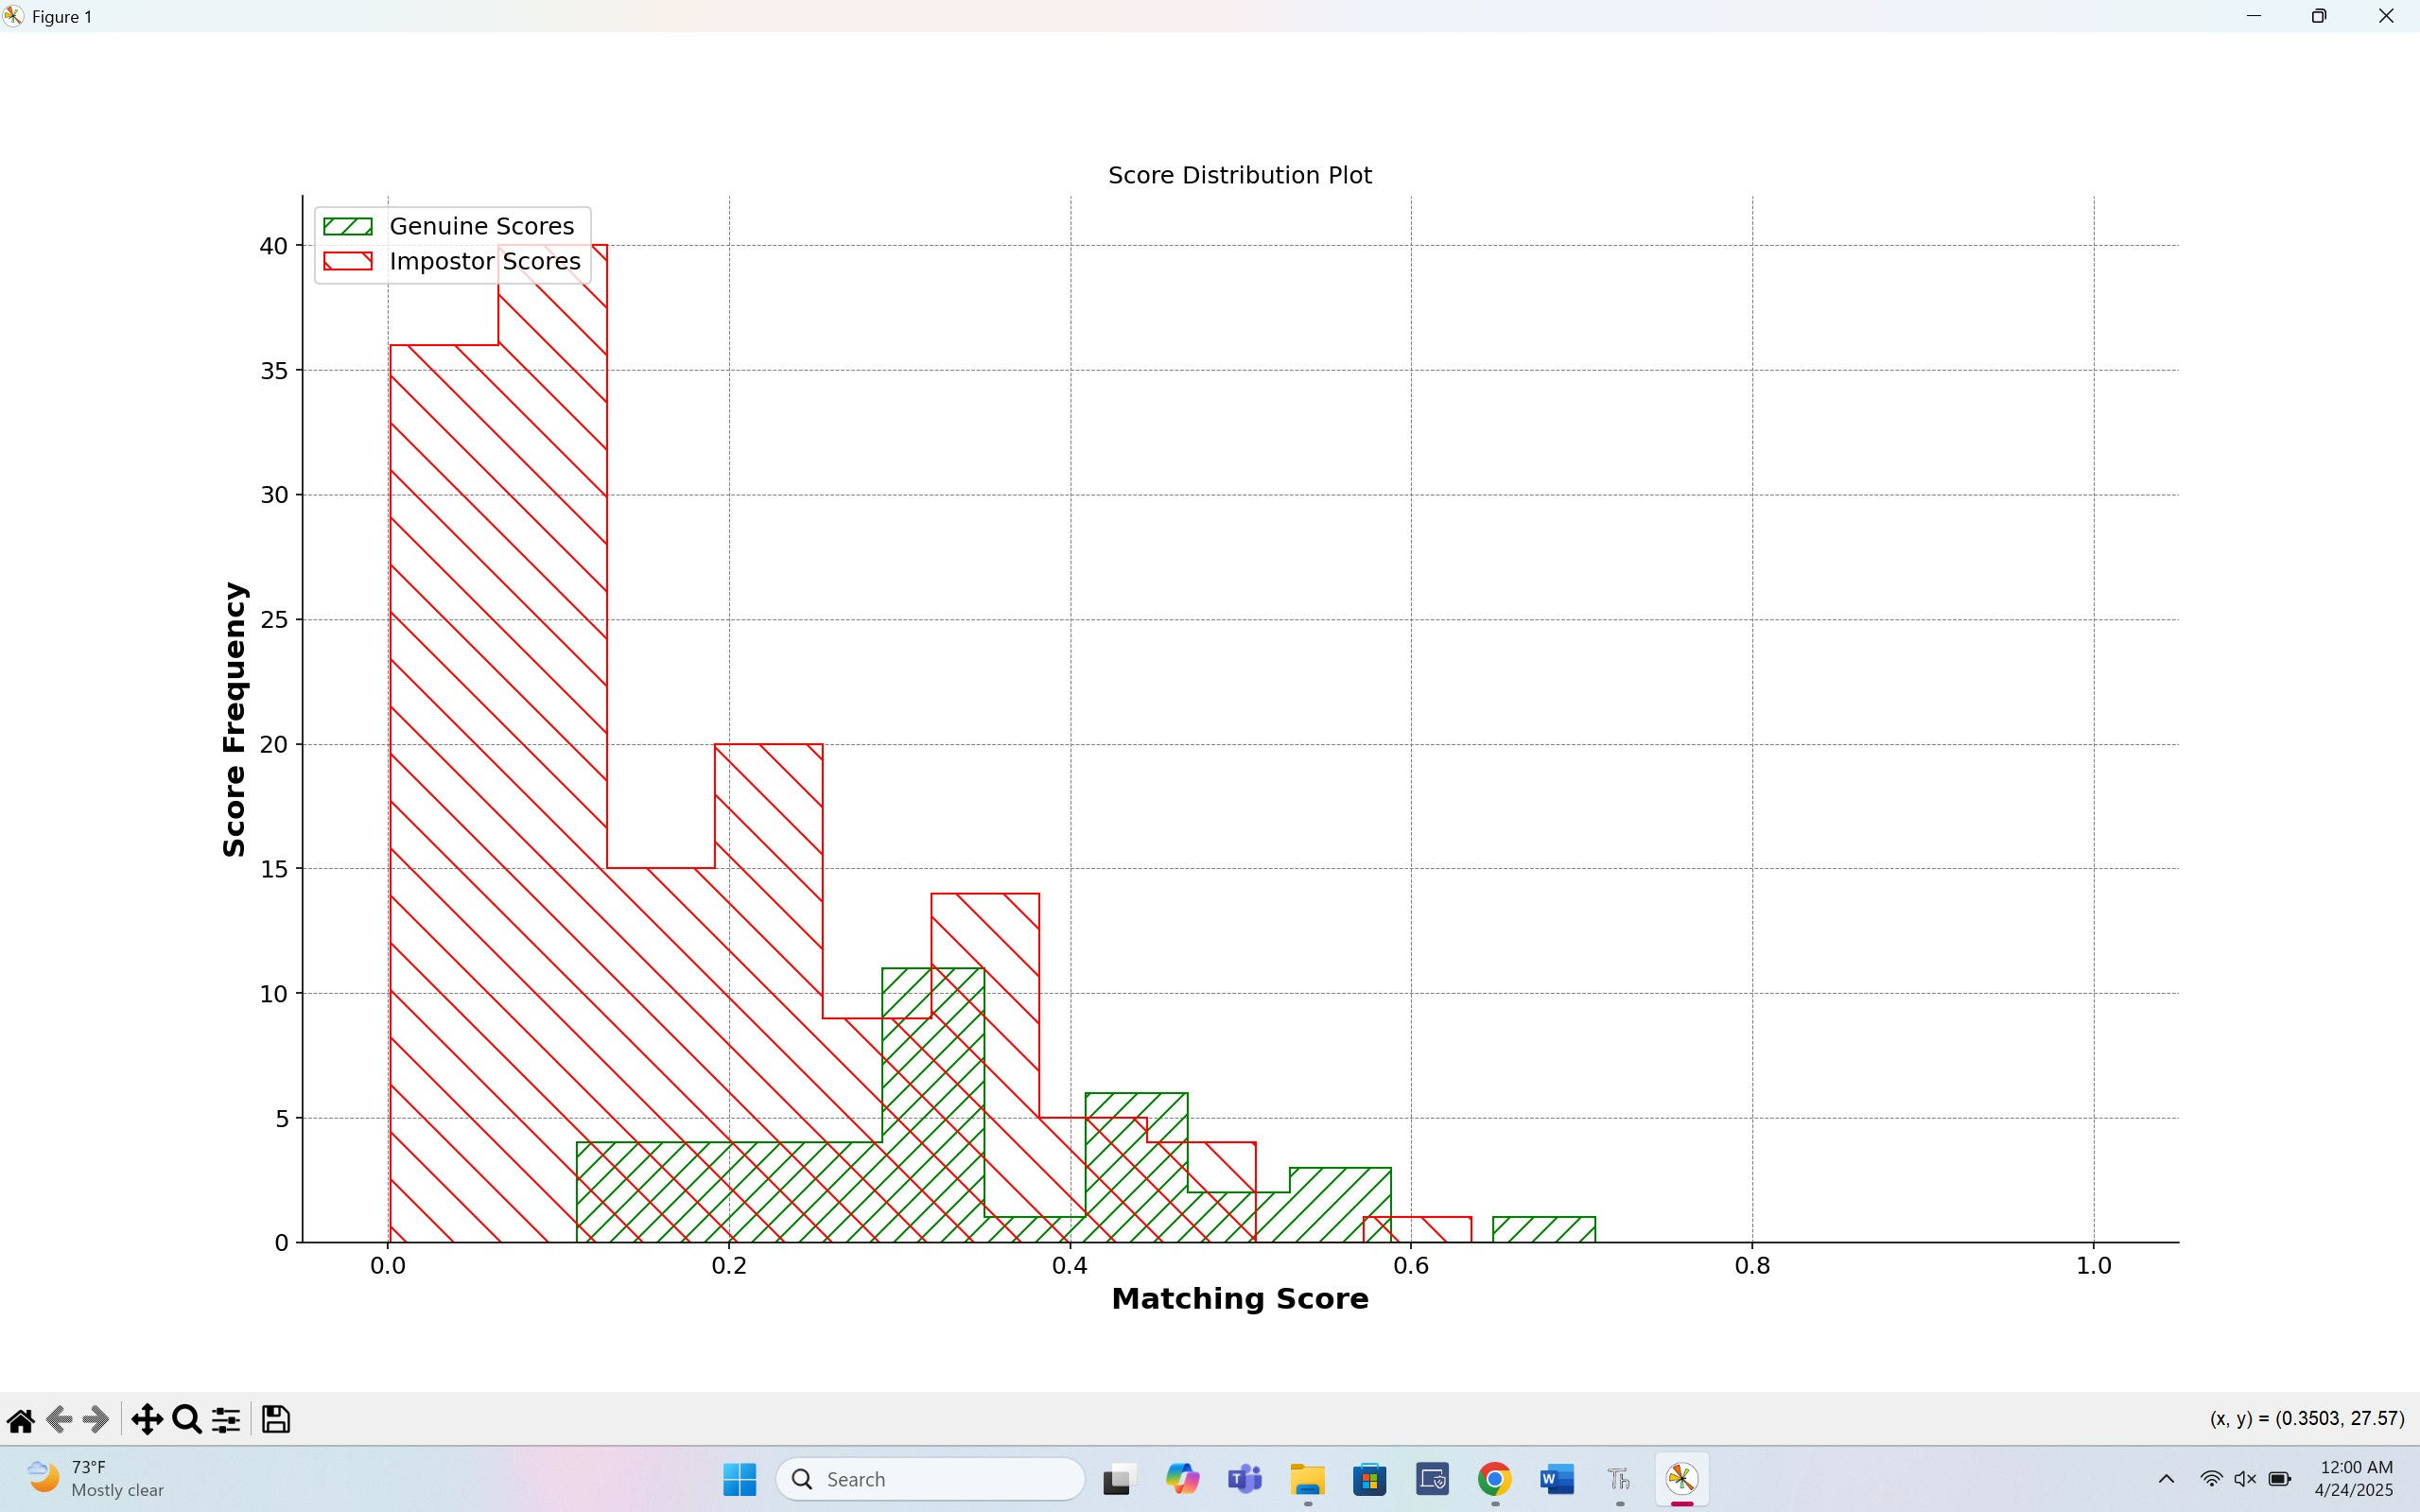 Figure 1
Score Distribution Plot
Genuine Scores
Impostor Scores
40
35
30
25
20
15
10
5
0
Score Frequency
0.0 0.2 0.4 0.6 0.8 1.0
Matching Score
(x, y) = (0.3503, 27.57)
73°F
Mostly clear
Search
12:00 AM
4/24/2025